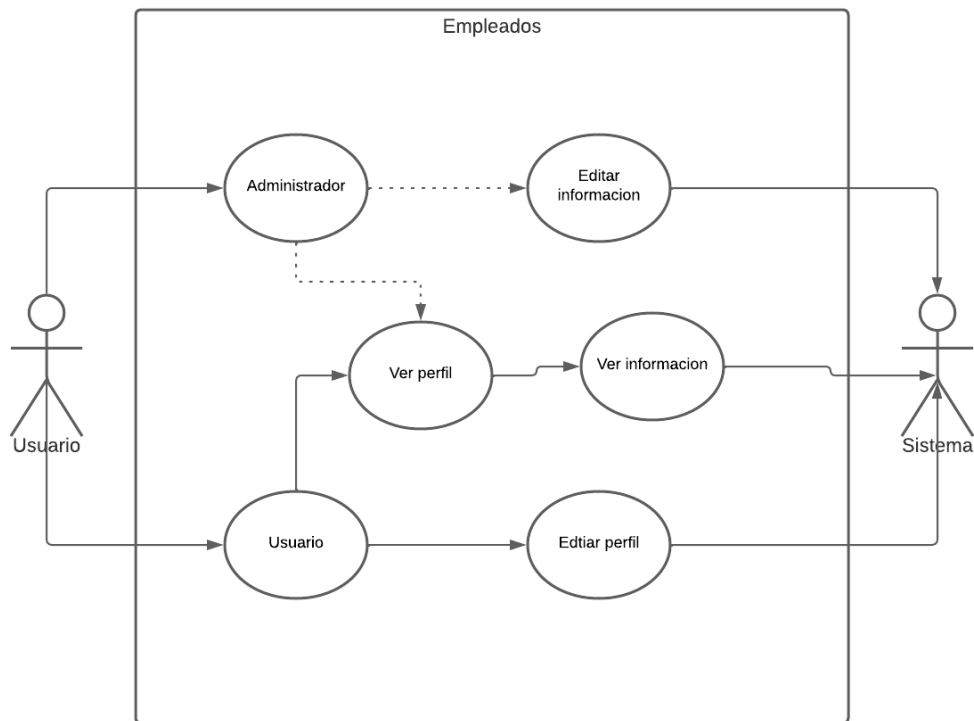 Empleados
Administrador
Editar
informacion
Ver perfil
Ver informacion
Usuario
Sistema
Usuario
Edtiar perfil